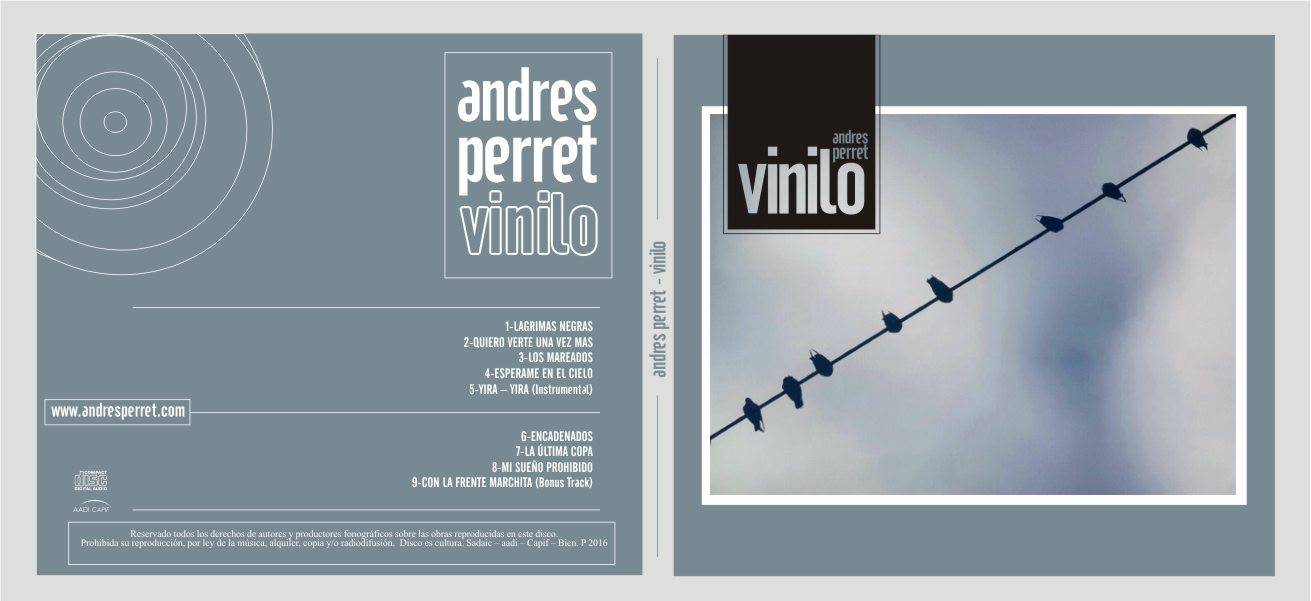 andres
perret
vinilo
1-LAGRIMAS NEGRAS
2-QUIERO VERTE UNA VEZ MAS
3-LOS MAREADOS
4-ESPERAME EN EL CIELO
5-YIRA – YIRA (Instrumental)
www.andresperret.com
6-ENCADENADOS
7-LA ÚLTIMA COPA
8-MI SUEÑO PROHIBIDO
9-CON LA FRENTE MARCHITA (Bonus Track)
COMPACT
disc
DIGITAL AUDIO
AADI CAPIF
Reservado todos los derechos de autores y productores fonográficos sobre las obras reproducidas en este disco.
Prohibida su reproducción, por ley de la música, alquiler, copia y/o radiodifusión. Disco es cultura. Sadaic – aadi – Capif – Bien. P 2016
andres perret - vinilo
andres
perret
vinilo